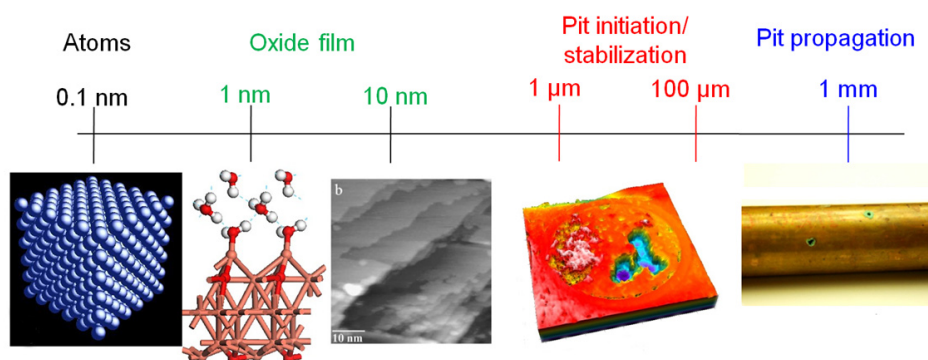 Atoms
Oxide film
Pit initiation/
stabilization
Pit propagation
0.1 nm
1 nm
10 nm
1 µm
100 µm
1 mm
b
10 nm